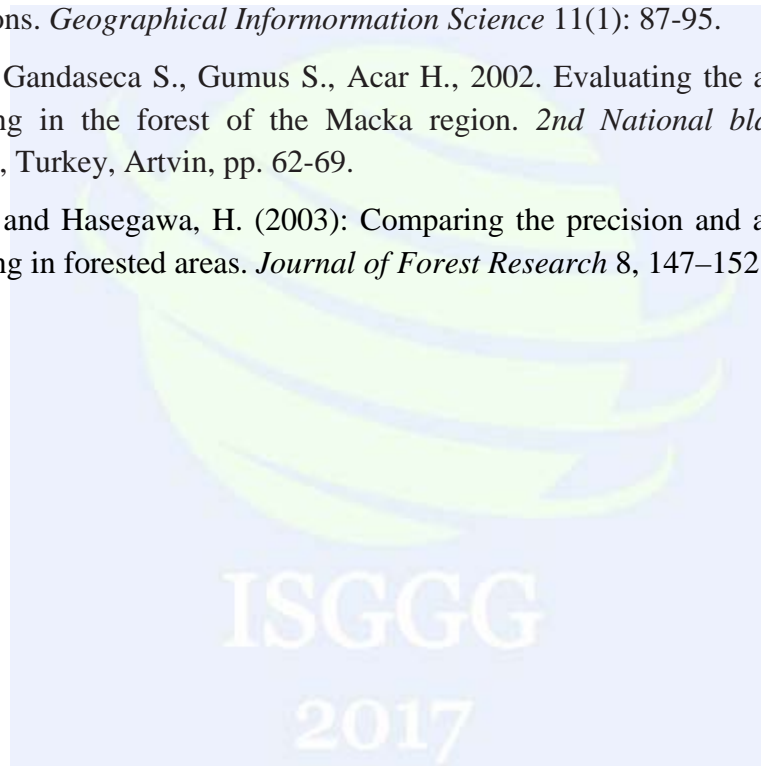 ons. Geographical Informormation Science 11(1): 87-95.
Gandaseca S., Gumus S., Acar H., 2002. Evaluating the a
ng in the forest of the Macka region. 2nd National bla
, Turkey, Artvin, pp. 62-69.
and Hasegawa, H. (2003): Comparing the precision and a
ng in forested areas. Journal of Forest Research 8, 147–152
ISGGG
2017